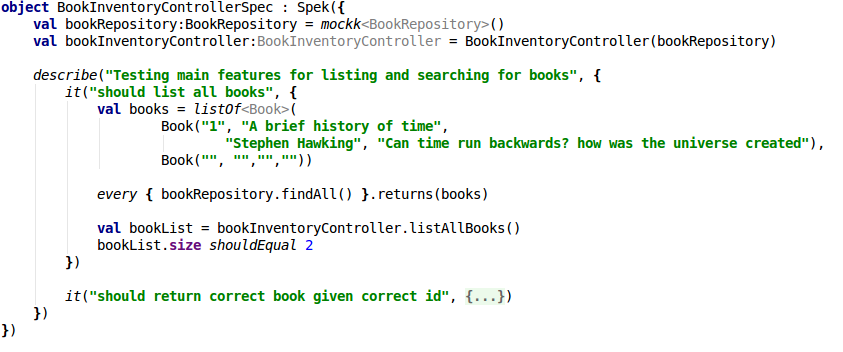 object BookInventoryControllerSpec : Spek({
    val bookRepository:BookRepository = mockk<BookRepository>()
    val bookInventoryController:BookInventoryController = BookInventoryController(bookRepository)
    describe("Testing main features for listing and searching for books", {
        it("should list all books", {
            val books = listOf<Book>(
                    Book("1", "A brief history of time",
                            "Stephen Hawking", "Can time run backwards? how was the universe created"),
                    Book("", "","",""))
            every { bookRepository.findAll() }.returns(books)
            val bookList = bookInventoryController.listAllBooks()
            bookList.size shouldEqual 2
        })
        it("should return correct book given correct id", {...})
    })
})